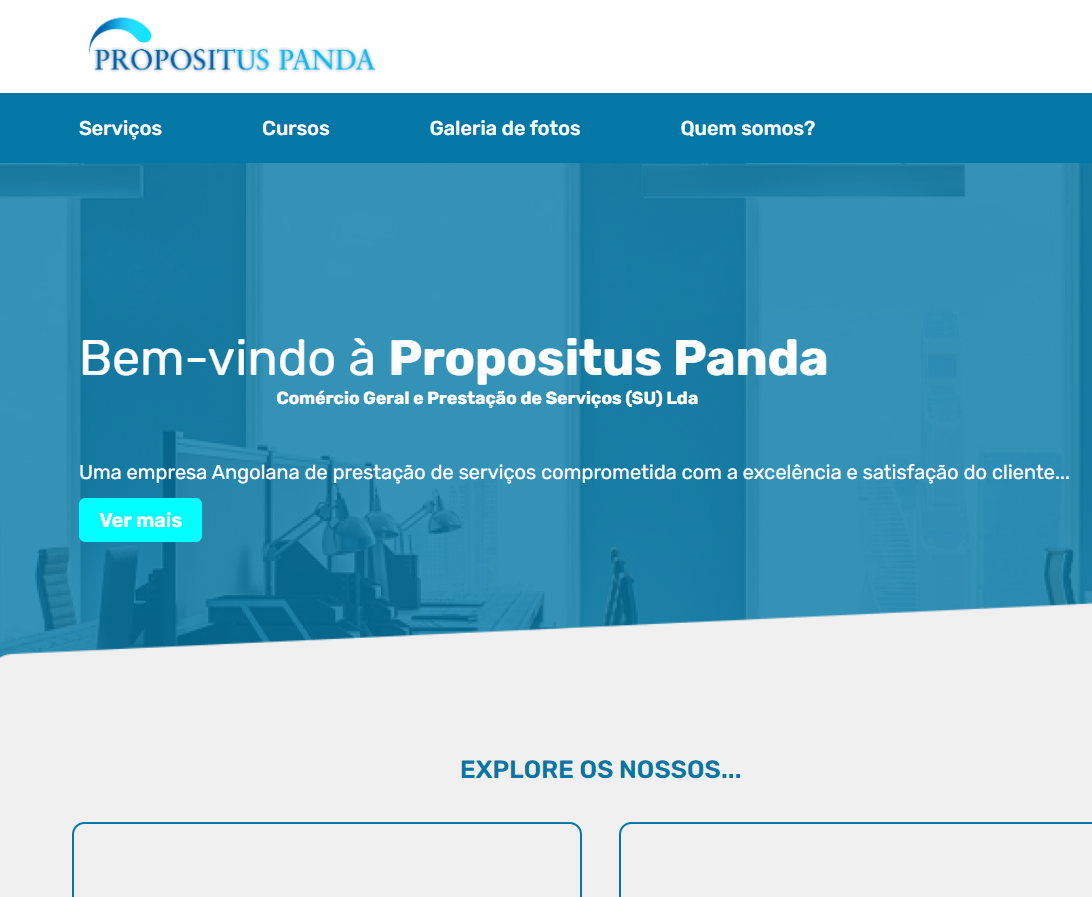 PROPOSITUS PANDA
Serviços
Cursos
Galeria de fotos
Quem somos?
Bem-vindo à Propositus Panda
Comércio Geral e Prestação de Serviços (SU) Lda
Uma empresa Angolana de prestação de serviços comprometida com a excelência e satisfação do cliente...
Ver mais
EXPLORE OS NOSSOS...